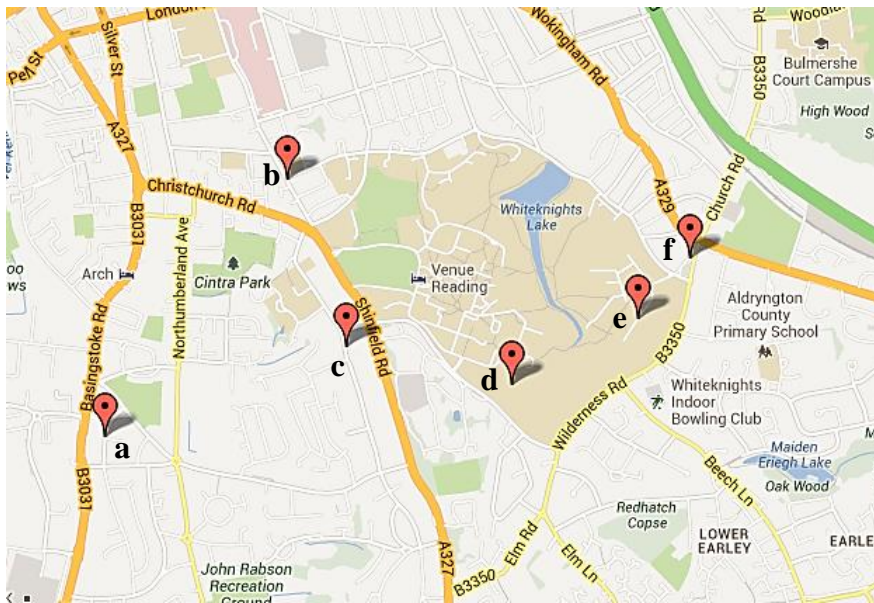 London R
Silver St
Pell St
Wokingham Rd
Rd
Woodla
Bulmershe
Court Campus
High Wood
A327
b
Christchurch Rd
B3350
Church Rd
A329
Whiteknights
Lake
B3031
Northumberland Ave
Arch
Cintra Park
Venue
Reading
f
oo
ws
Basingstoke Rd
Shinfield Rd
e
Aldryngton
County
Primary School
c
d
B3350
Whiteknights
Indoor
Bowling Club
Wilderness Rd
a
Maiden
Erlegh Lake
Oak Wood
B3031
Beech Ln
Redhatch
Copse
Elm Rd
LOWER
EARLEY
EARLE
Elm Ln
John Rabson
Recreation
Ground
A327
B3350